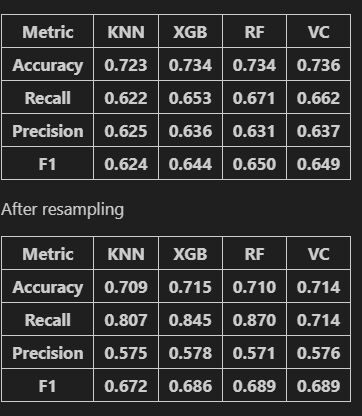 Metric KNN XGB RF VC
Accuracy 0.723 0.734 0.734 0.736
Recall 0.622 0.653 0.671 0.662
Precision 0.625 0.636 0.631 0.637
F1 0.624 0.644 0.650 0.649
After resampling
Metric KNN XGB RF VC
Accuracy 0.709 0.715 0.710 0.714
Recall 0.807 0.845 0.870 0.714
Precision 0.575 0.578 0.571 0.576
F1 0.672 0.686 0.689 0.689